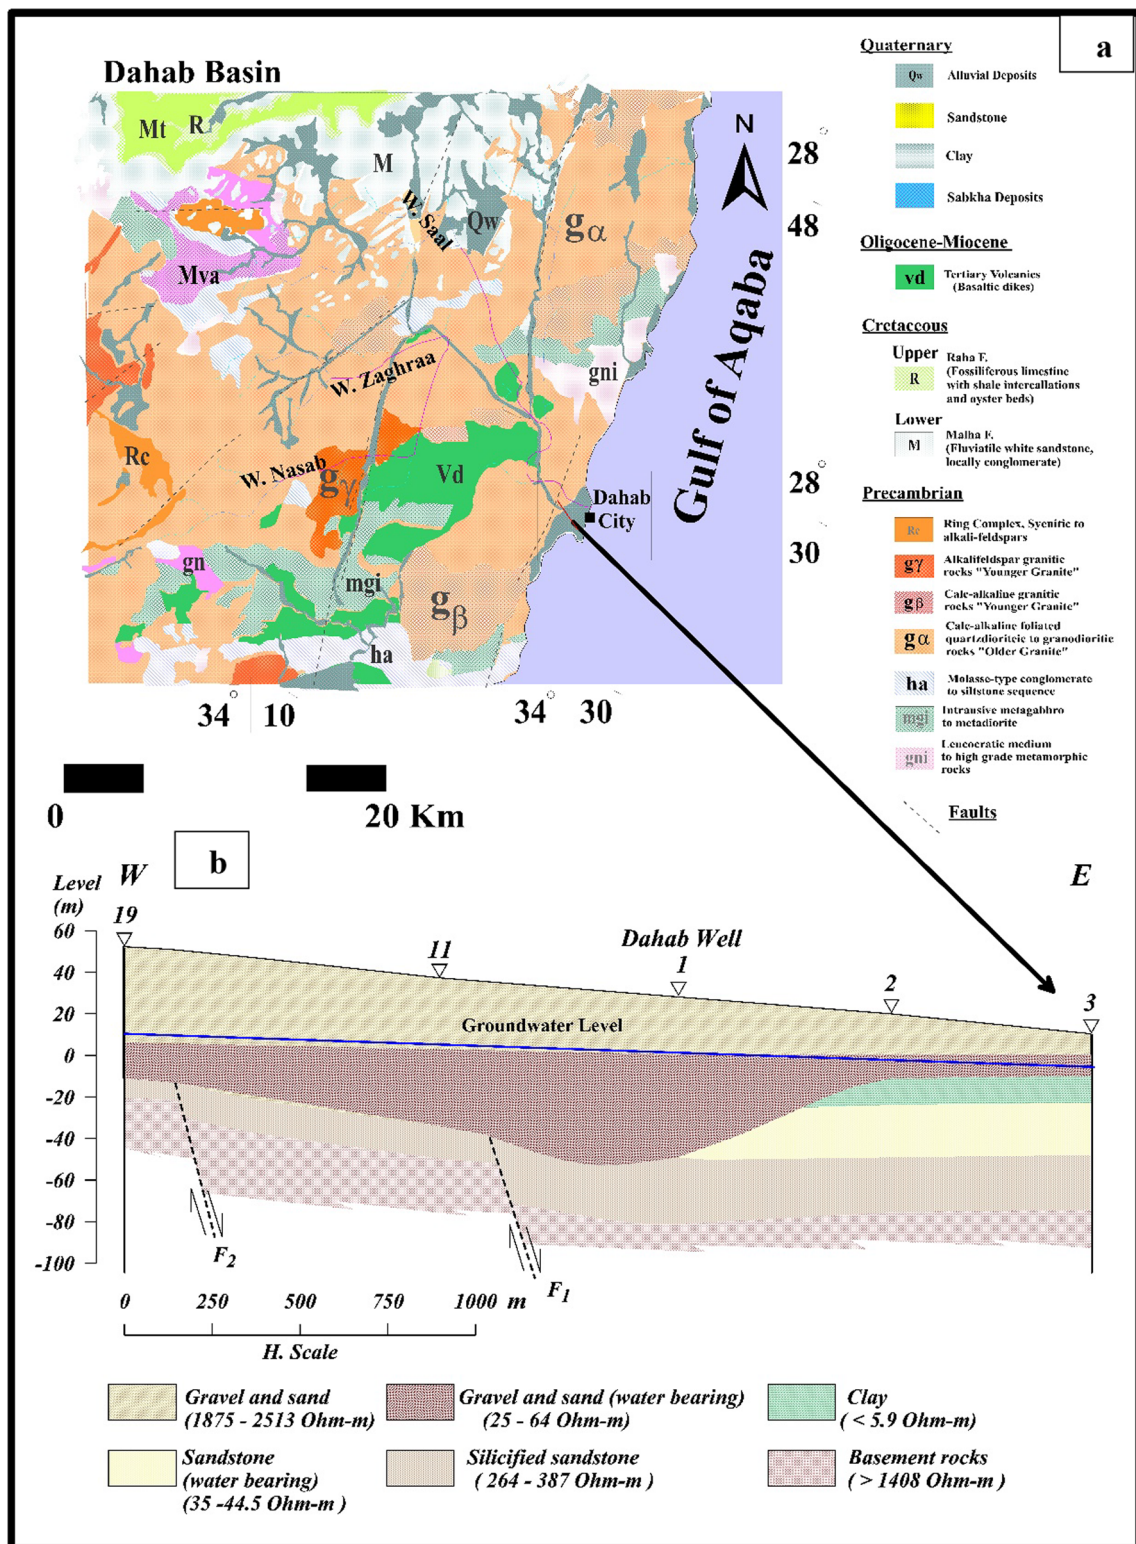 a
Dahab Basin
Mt
R
M
Mva
W. Saal
Qw
gα
N
28°
48
Gulf of Aqaba
W. Zaghraa
gni
Rc
W. Nasab
gγ
Vd
28°
30
Dahab
City
gn
mgi
gβ
ha
34° 10
34° 30
0
20 Km
Quaternary
Qw Alluvial Deposits
Sandstone
Clay
Sabkha Deposits
Oligocene-Miocene
vd Tertiary Volcanics
(Basaltic dikes)
Cretaceous
Upper
R Raha F.
(Fossiliferous limestine
with shale intercallations
and oyster beds)
Lower
M Malha F.
(Fluviatile white sandstone,
locally conglomerate)
Precambrian
Rc Ring Complex, Syenitic to
alkali-feldspars
gγ Alkalifeldspar granitic
rocks "Younger Granite"
gβ Calc-alkaline granitic
rocks "Younger Granite"
gα Calc-alkaline foliated
quartzdioriteic to granodioritic
rocks "Older Granite"
ha Molasse-type conglomerate
to siltstone sequence
mgi Intrausive metagabhro
to metadiorite
gni Leucocratic medium
to high grade metamorphic
rocks
Faults
b
W
E
Level
(m)
60
40
20
0
-20
-40
-60
-80
-100
19
11
Dahab Well
1
2
3
Groundwater Level
F2
F1
0 250 500 750 1000 m
H. Scale
Gravel and sand
(1875 - 2513 Ohm-m)
Gravel and sand (water bearing)
(25 - 64 Ohm-m)
Clay
( < 5.9 Ohm-m)
Sandstone
(water bearing)
(35 -44.5 Ohm-m )
Silicified sandstone
( 264 - 387 Ohm-m )
Basement rocks
( > 1408 Ohm-m )